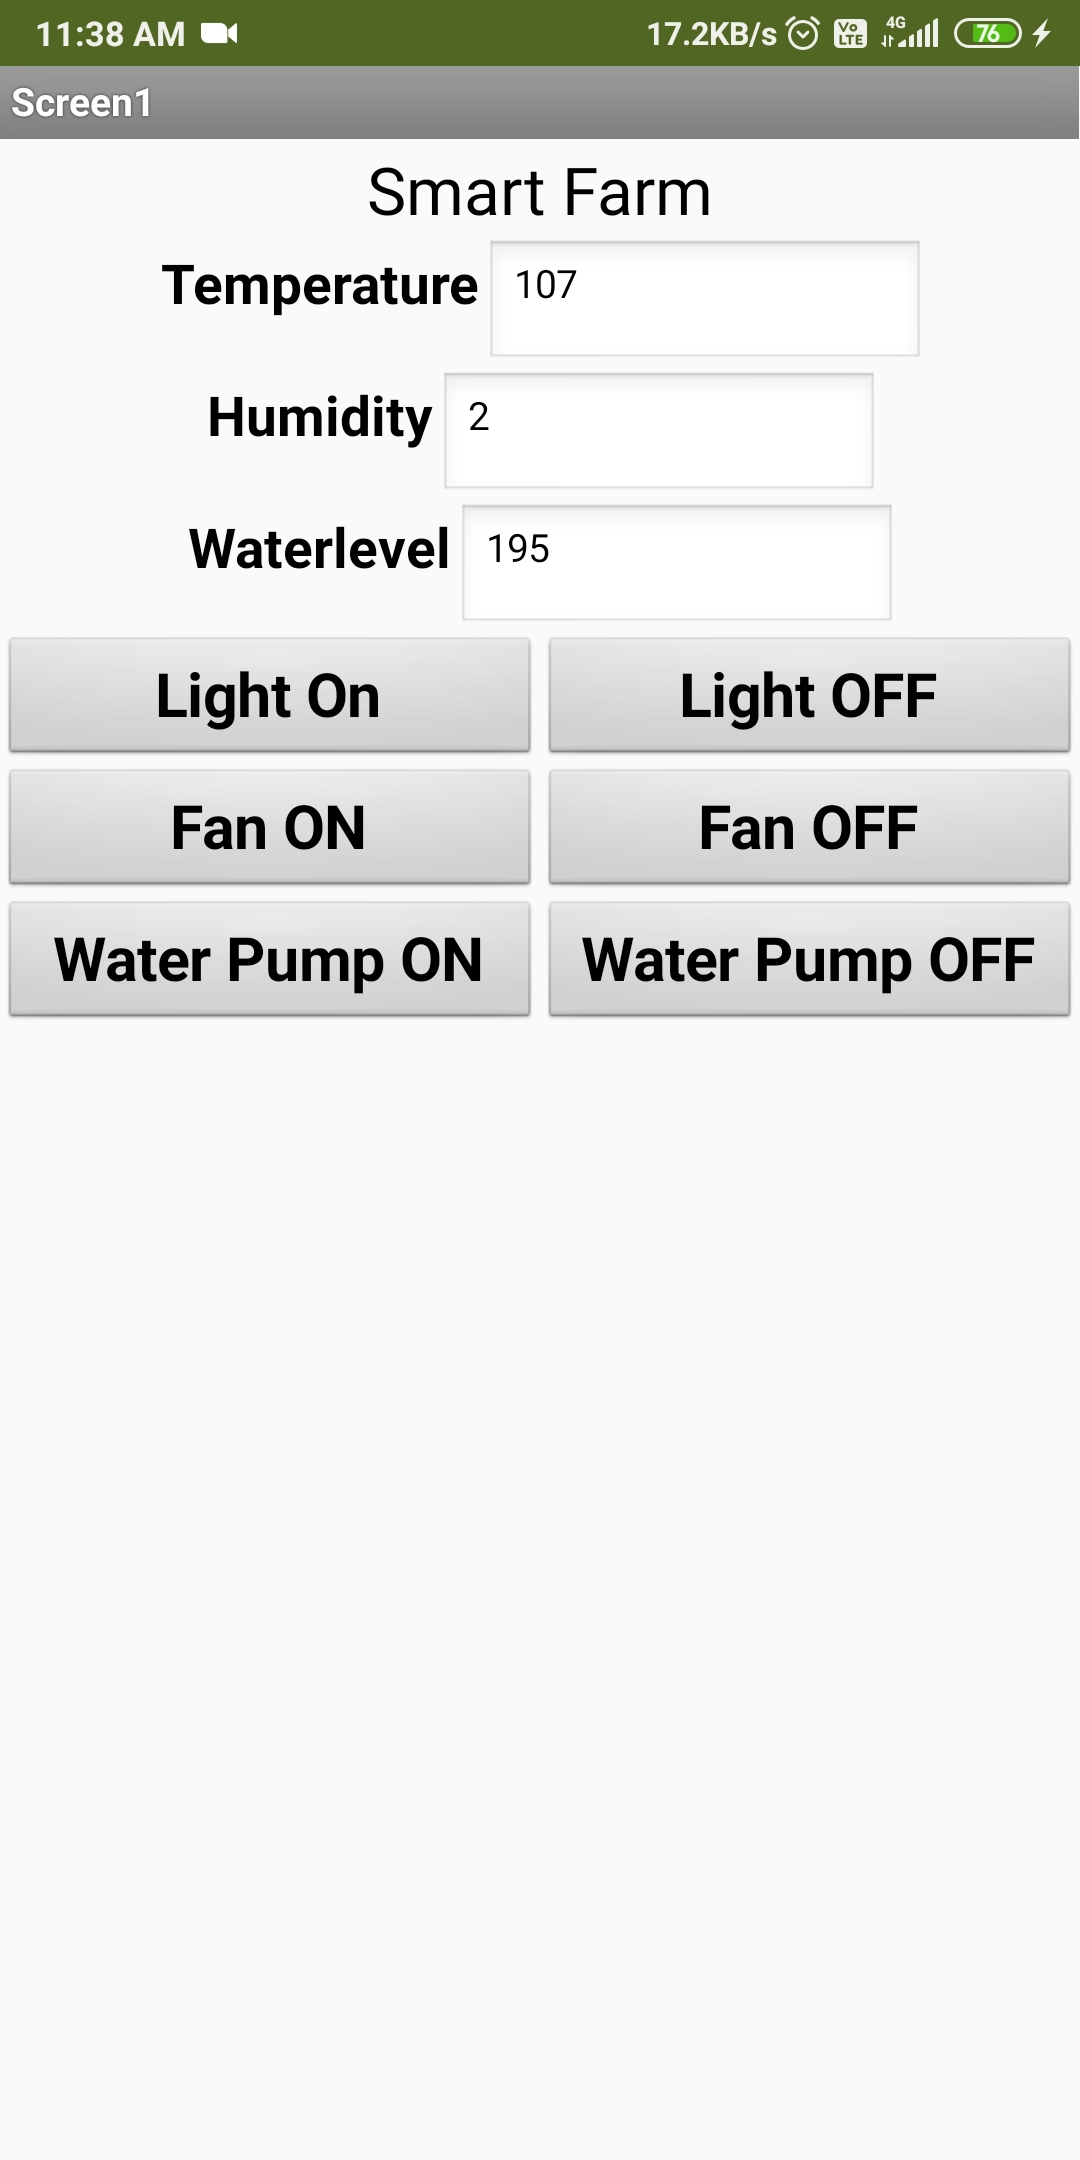 11:38 AM 17.2KB/s Vo LTE 4G 76
Screen1
Smart Farm
Temperature 107
Humidity 2
Waterlevel 195
Light On Light OFF
Fan ON Fan OFF
Water Pump ON Water Pump OFF